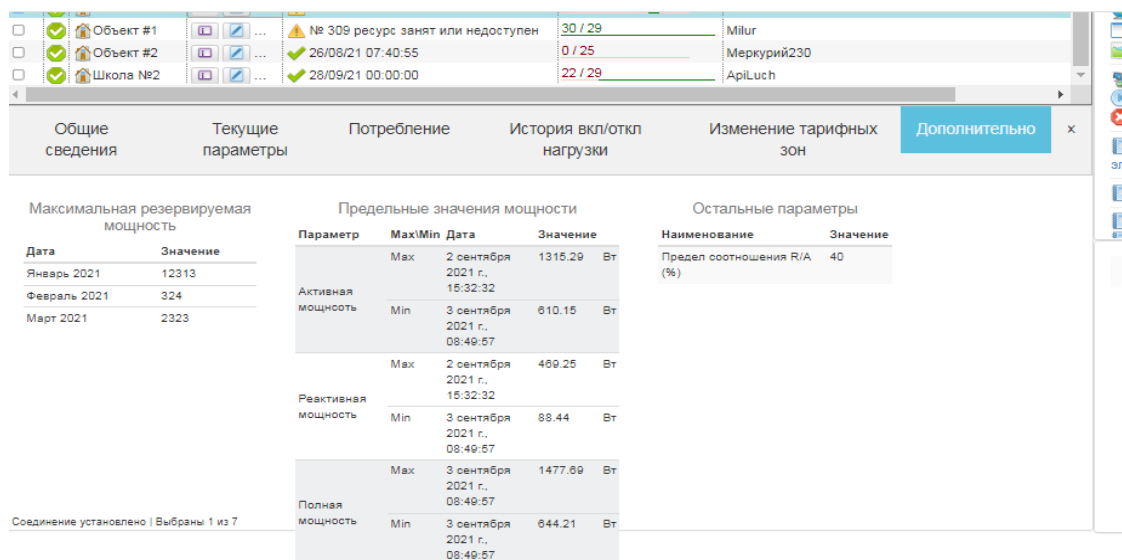 Объект #1 ... № 309 ресурс занят или недоступен 30 / 29 Milur
Объект #2 ... 26/08/21 07:40:55 0 / 25 Меркурий230
Школа №2 ... 28/09/21 00:00:00 22 / 29 ApiLuch
Общие сведения
Текущие параметры
Потребление
История вкл/откл нагрузки
Изменение тарифных зон
Дополнительно
x
Максимальная резервируемая
мощность
Дата Значение
Январь 2021 12313
Февраль 2021 324
Март 2021 2323
Предельные значения мощности
Параметр Max\Min Дата Значение
Активная
мощность
Max 2 сентября 1315.29 Вт
2021 г.,
15:32:32
Min 3 сентября 610.15 Вт
2021 г.,
08:49:57
Реактивная
мощность
Max 2 сентября 469.25 Вт
2021 г.,
15:32:32
Min 3 сентября 88.44 Вт
2021 г.,
08:49:57
Полная
мощность
Max 3 сентября 1477.69 Вт
2021 г.,
08:49:57
Min 3 сентября 644.21 Вт
2021 г.,
08:49:57
Остальные параметры
Наименование Значение
Предел соотношения R/A 40
(%)
Соединение установлено | Выбраны 1 из 7